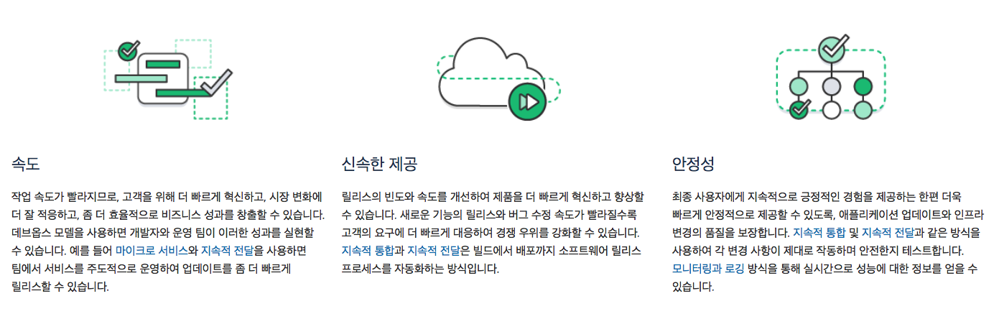 속도
작업 속도가 빨라지므로, 고객을 위해 더 빠르게 혁신하고, 시장 변화에
더 잘 적응하고, 좀 더 효율적으로 비즈니스 성과를 창출할 수 있습니다.
데브옵스 모델을 사용하면 개발자와 운영 팀이 이러한 성과를 실현할
수 있습니다. 예를 들어 마이크로 서비스와 지속적 전달을 사용하면
팀에서 서비스를 주도적으로 운영하여 업데이트를 좀 더 빠르게
릴리스할 수 있습니다.
신속한 제공
릴리스의 빈도와 속도를 개선하여 제품을 더 빠르게 혁신하고 향상할
수 있습니다. 새로운 기능의 릴리스와 버그 수정 속도가 빨라질수록
고객의 요구에 더 빠르게 대응하여 경쟁 우위를 강화할 수 있습니다.
지속적 통합과 지속적 전달은 빌드에서 배포까지 소프트웨어 릴리스
프로세스를 자동화하는 방식입니다.
안정성
최종 사용자에게 지속적으로 긍정적인 경험을 제공하는 한편 더욱
빠르게 안정적으로 제공할 수 있도록, 애플리케이션 업데이트와 인프라
변경의 품질을 보장합니다. 지속적 통합 및 지속적 전달과 같은 방식을
사용하여 각 변경 사항이 제대로 작동하며 안전한지 테스트합니다.
모니터링과 로깅 방식을 통해 실시간으로 성능에 대한 정보를 얻을 수
있습니다.